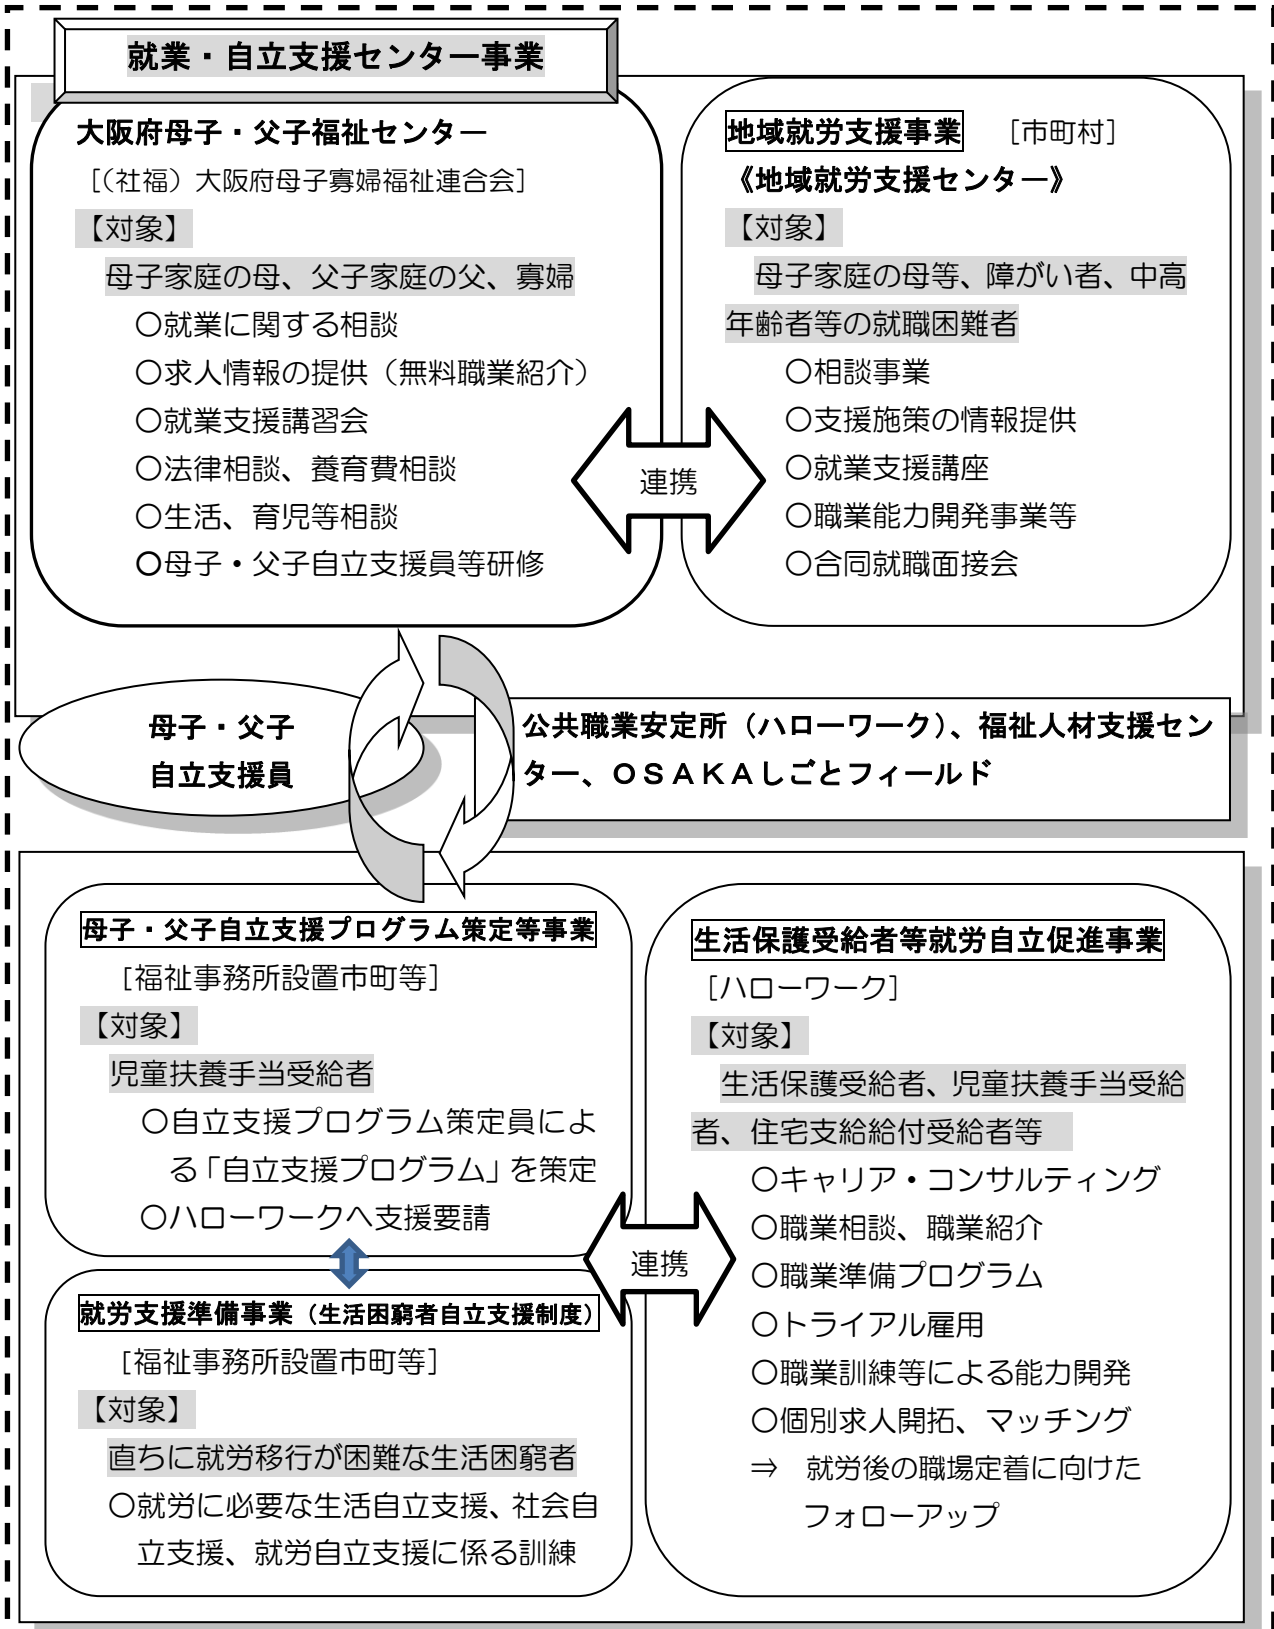 就業・自立支援センター事業
大阪府母子・父子福祉センター
［（社福）大阪府母子寡婦福祉連合会］
【対象】
母子家庭の母、父子家庭の父、寡婦
○就業に関する相談
○求人情報の提供（無料職業紹介）
○就業支援講習会
○法律相談、養育費相談
○生活、育児等相談
○母子・父子自立支援員等研修
連携
地域就労支援事業　［市町村］
《地域就労支援センター》
【対象】
母子家庭の母等、障がい者、中高
年齢者等の就職困難者
○相談事業
○支援施策の情報提供
○就業支援講座
○職業能力開発事業等
○合同就職面接会
母子・父子
自立支援員
公共職業安定所（ハローワーク）、福祉人材支援セン
ター、ＯＳＡＫＡしごとフィールド
母子・父子自立支援プログラム策定等事業
［福祉事務所設置市町等］
【対象】
児童扶養手当受給者
○自立支援プログラム策定員によ
る「自立支援プログラム」を策定
○ハローワークへ支援要請
就労支援準備事業（生活困窮者自立支援制度）
［福祉事務所設置市町等］
【対象】
直ちに就労移行が困難な生活困窮者
○就労に必要な生活自立支援、社会自
立支援、就労自立支援に係る訓練
連携
生活保護受給者等就労自立促進事業
［ハローワーク］
【対象】
生活保護受給者、児童扶養手当受給
者、住宅支給給付受給者等
○キャリア・コンサルティング
○職業相談、職業紹介
○職業準備プログラム
○トライアル雇用
○職業訓練等による能力開発
○個別求人開拓、マッチング
⇒　就労後の職場定着に向けた
フォローアップ